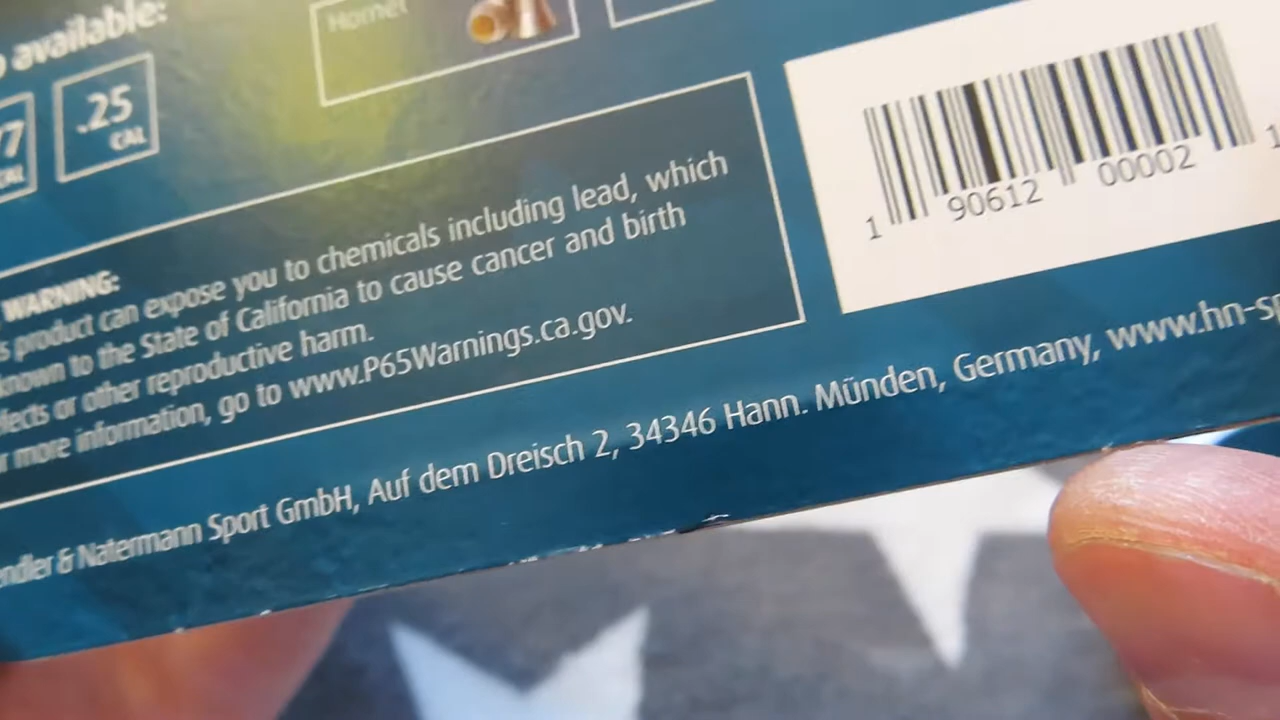 available:
Hornet
.25
CAL
WARNING:
product can expose you to chemicals including lead, which
known to the State of California to cause cancer and birth
or other reproductive harm.
more information, go to www.P65Warnings.ca.gov.
1 90612 00002 1
& Natermann Sport GmbH, Auf dem Dreisch 2, 34346 Hann. Münden, Germany, www.hn-sp